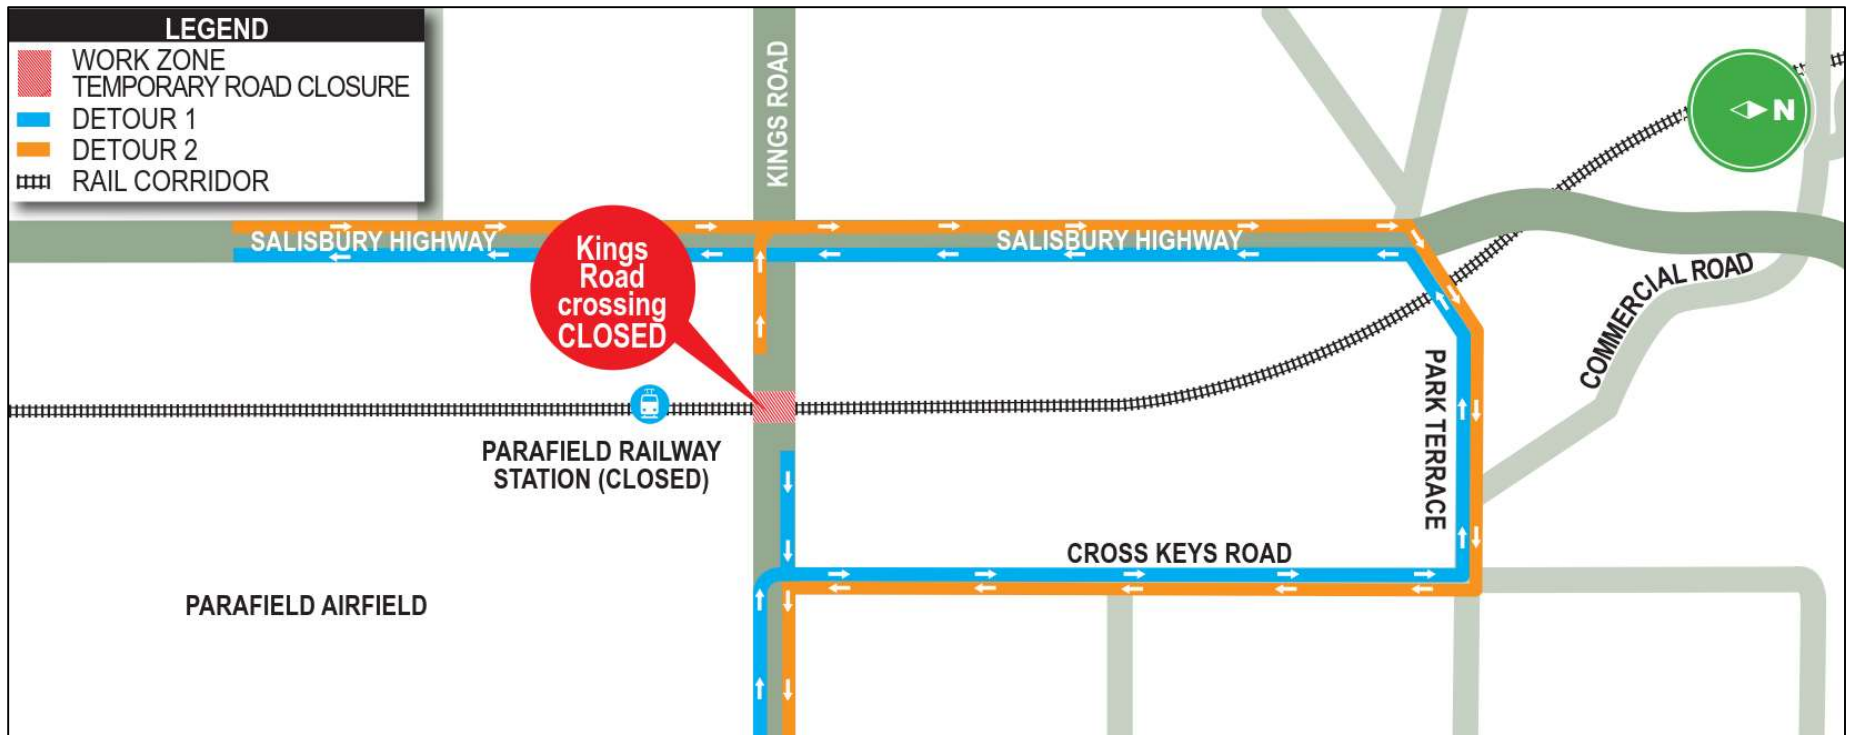 LEGEND
WORK ZONE
TEMPORARY ROAD CLOSURE
DETOUR 1
DETOUR 2
RAIL CORRIDOR
KINGS ROAD
N
SALISBURY HIGHWAY
SALISBURY HIGHWAY
Kings
Road
crossing
CLOSED
COMMERCIAL ROAD
PARK TERRACE
PARAFIELD RAILWAY
STATION (CLOSED)
CROSS KEYS ROAD
PARAFIELD AIRFIELD